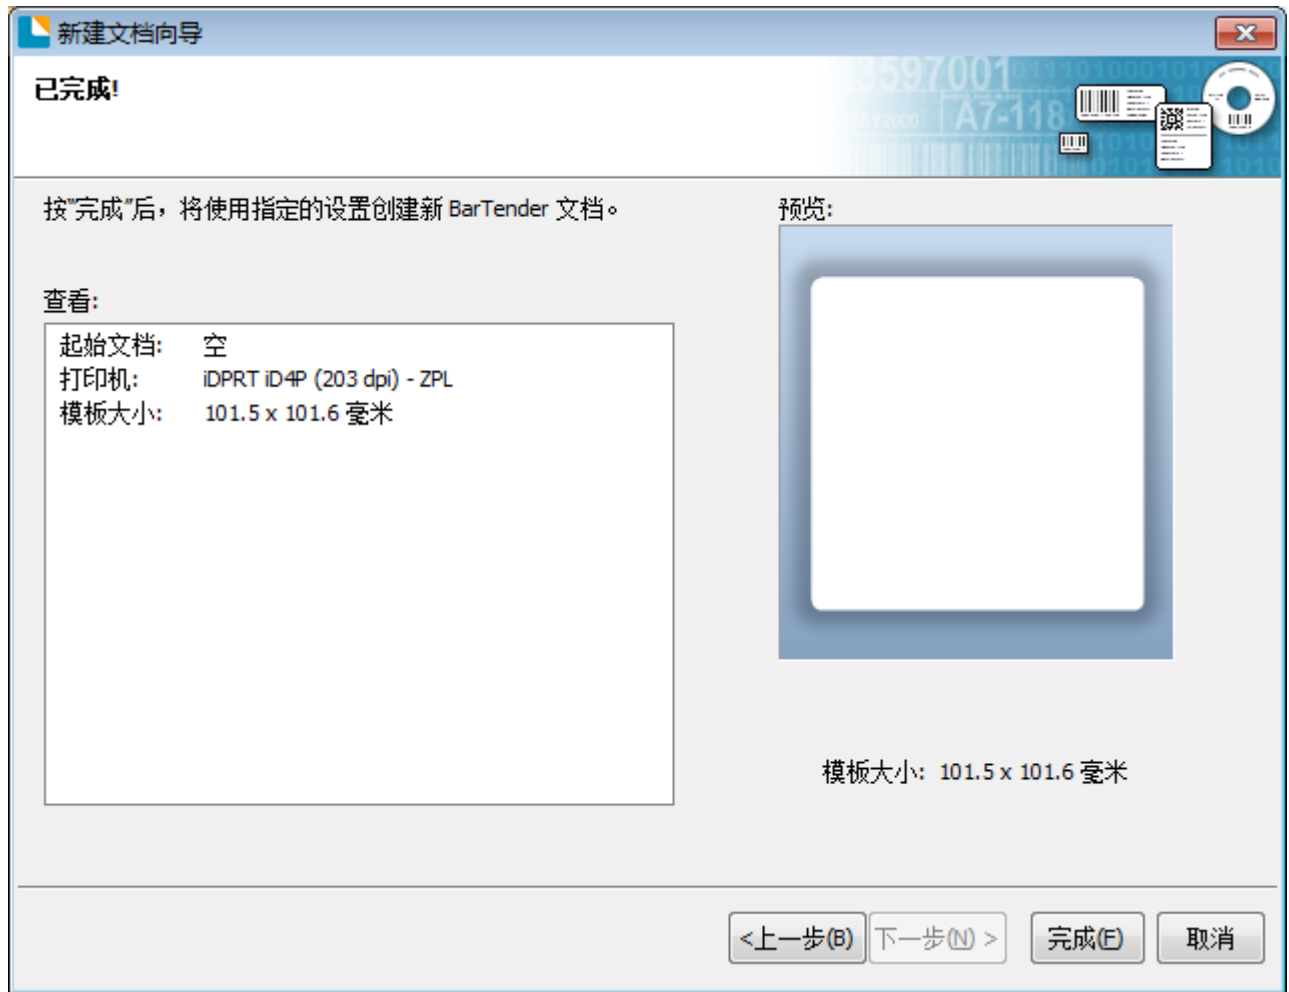 新建文档向导
已完成!
3597001
A7-118
按"完成"后，将使用指定的设置创建新 BarTender 文档。
预览:
查看:
起始文档: 空
打印机: iDPRT iD4P (203 dpi) - ZPL
模板大小: 101.5 x 101.6 毫米
模板大小: 101.5 x 101.6 毫米
<上一步(B) 下一步(N) > 完成(F) 取消